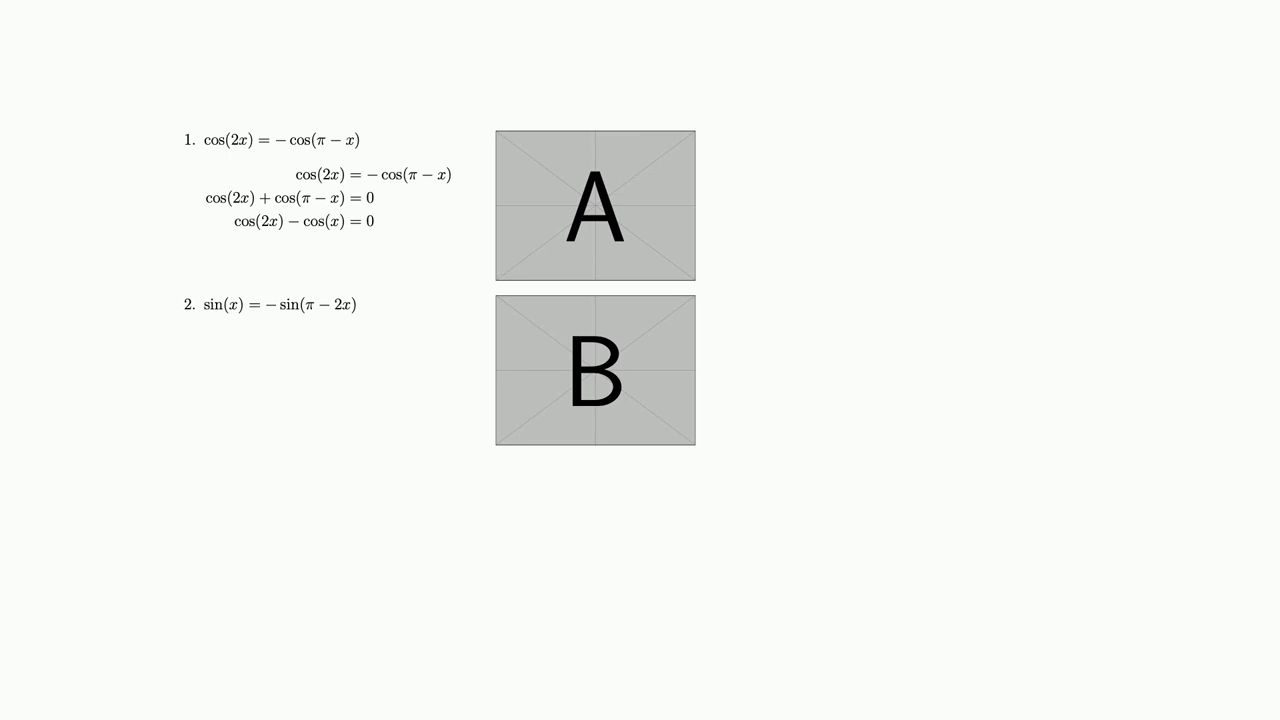 1. cos(2x) = − cos(π − x)
cos(2x) = − cos(π − x)
cos(2x) + cos(π − x) = 0
cos(2x) − cos(x) = 0
A
2. sin(x) = − sin(π − 2x)
B